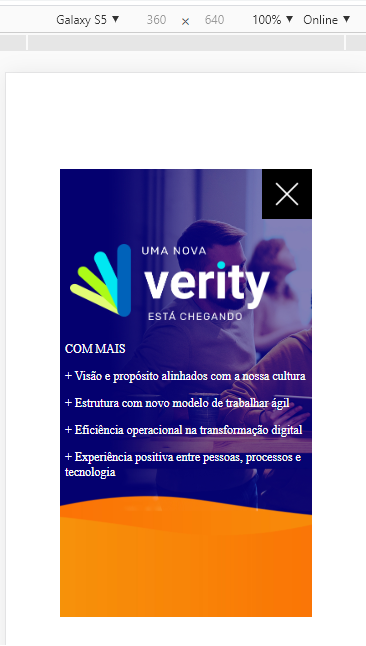 Galaxy S5 ▼ 360 × 640 100% ▼ Online ▼
UMA NOVA
verity
ESTÁ CHEGANDO
COM MAIS
+ Visão e propósito alinhados com a nossa cultura
+ Estrutura com novo modelo de trabalhar ágil
+ Eficiência operacional na transformação digital
+ Experiência positiva entre pessoas, processos e
tecnologia